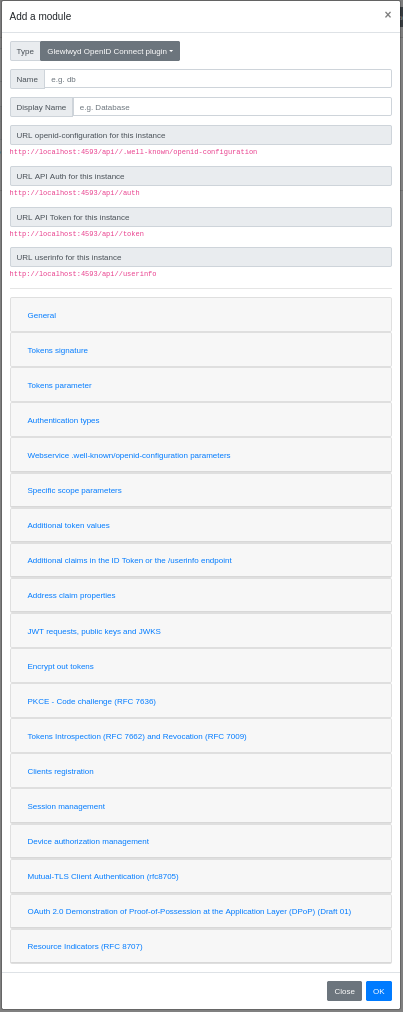 Add a module ×
Type Glewlwyd OpenID Connect plugin
Name e.g. db
Display Name e.g. Database
URL openid-configuration for this instance
http://localhost:4593/api//.well-known/openid-configuration
URL API Auth for this instance
http://localhost:4593/api//auth
URL API Token for this instance
http://localhost:4593/api//token
URL userinfo for this instance
http://localhost:4593/api//userinfo
General
Tokens signature
Tokens parameter
Authentication types
Webservice .well-known/openid-configuration parameters
Specific scope parameters
Additional token values
Additional claims in the ID Token or the /userinfo endpoint
Address claim properties
JWT requests, public keys and JWKS
Encrypt out tokens
PKCE - Code challenge (RFC 7636)
Tokens Introspection (RFC 7662) and Revocation (RFC 7009)
Clients registration
Session management
Device authorization management
Mutual-TLS Client Authentication (rfc8705)
OAuth 2.0 Demonstration of Proof-of-Possession at the Application Layer (DPoP) (Draft 01)
Resource Indicators (RFC 8707)
Close OK